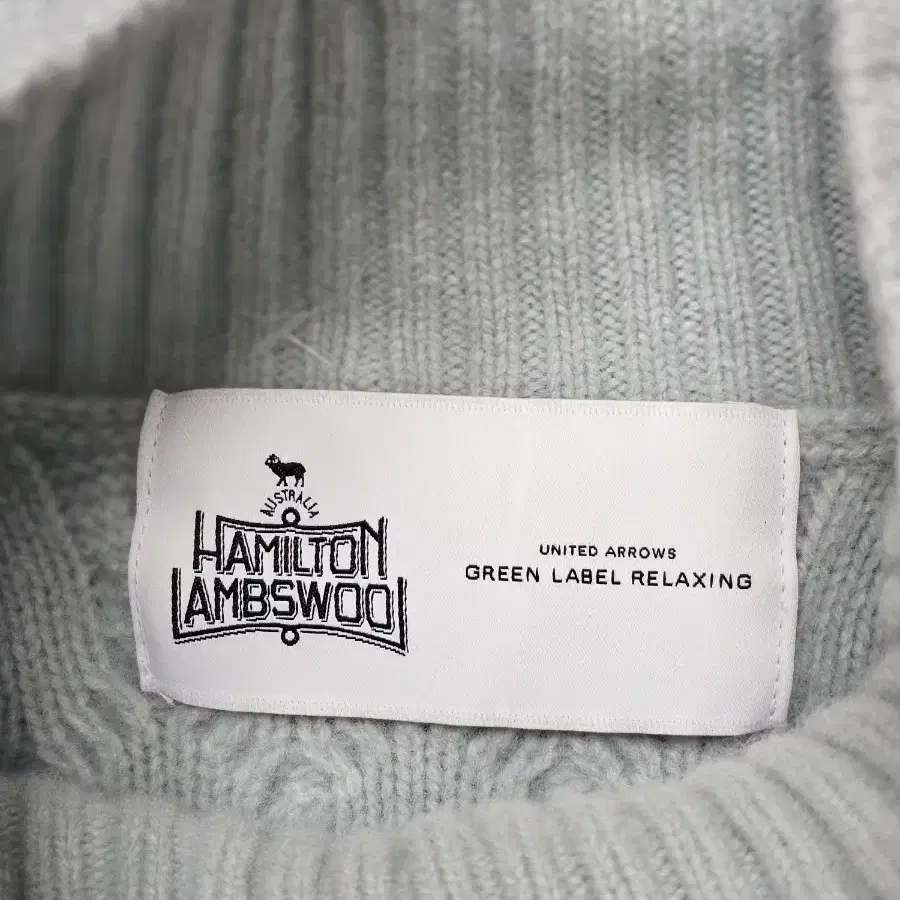 AUSTRALIA
HAMILTON
LAMBSWOOL
UNITED ARROWS
GREEN LABEL RELAXING